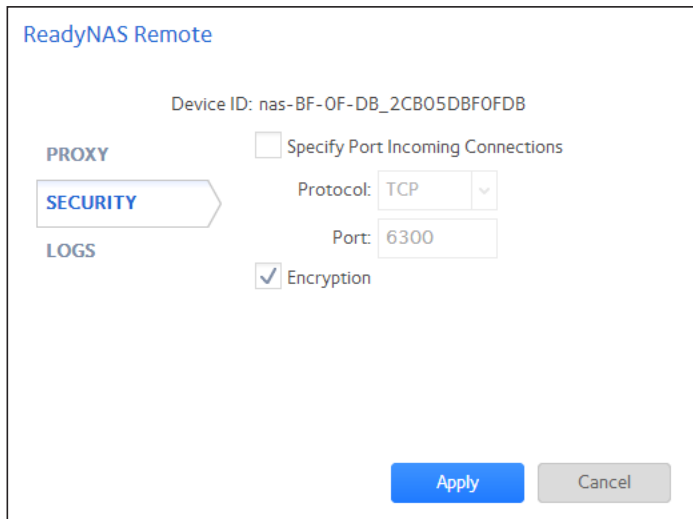 ReadyNAS Remote
Device ID: nas-BF-0F-DB_2CB05DBF0FDB
PROXY
SECURITY
LOGS
Specify Port Incoming Connections
Protocol: TCP
Port: 6300
Encryption
Apply Cancel